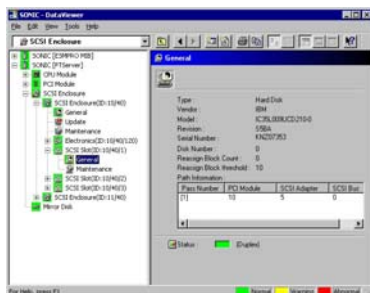 SONIC - DataViewer
File Edit View Tools Help
SCSI Enclosure
SONIC [ESMPRO MIB]
SONIC [FTServer]
CPU Module
PCI Module
SCSI Enclosure
SCSI Enclosure(ID:10/40)
General
Update
Maintenance
Electronics(ID:10/40/120)
SCSI Slot(ID:10/40/1)
General
Maintenance
SCSI Slot(ID:10/40/2)
SCSI Slot(ID:10/40/3)
SCSI Enclosure(ID:11/40)
Mirror Disk
General
Type : Hard Disk
Vendor : IBM
Model : IC35L009UCD210-0
Revision : S5BA
Serial Number : KNZ07353
Disk Number : 0
Reassign Block Count : 0
Reassign Block threshold : 10
Path Information :
Pass Number PCI Module SCSI Adapter SCSI Bus
[1] 10 5 0
Status : (Duplex)
For Help, press F1
Normal Warning Abnormal